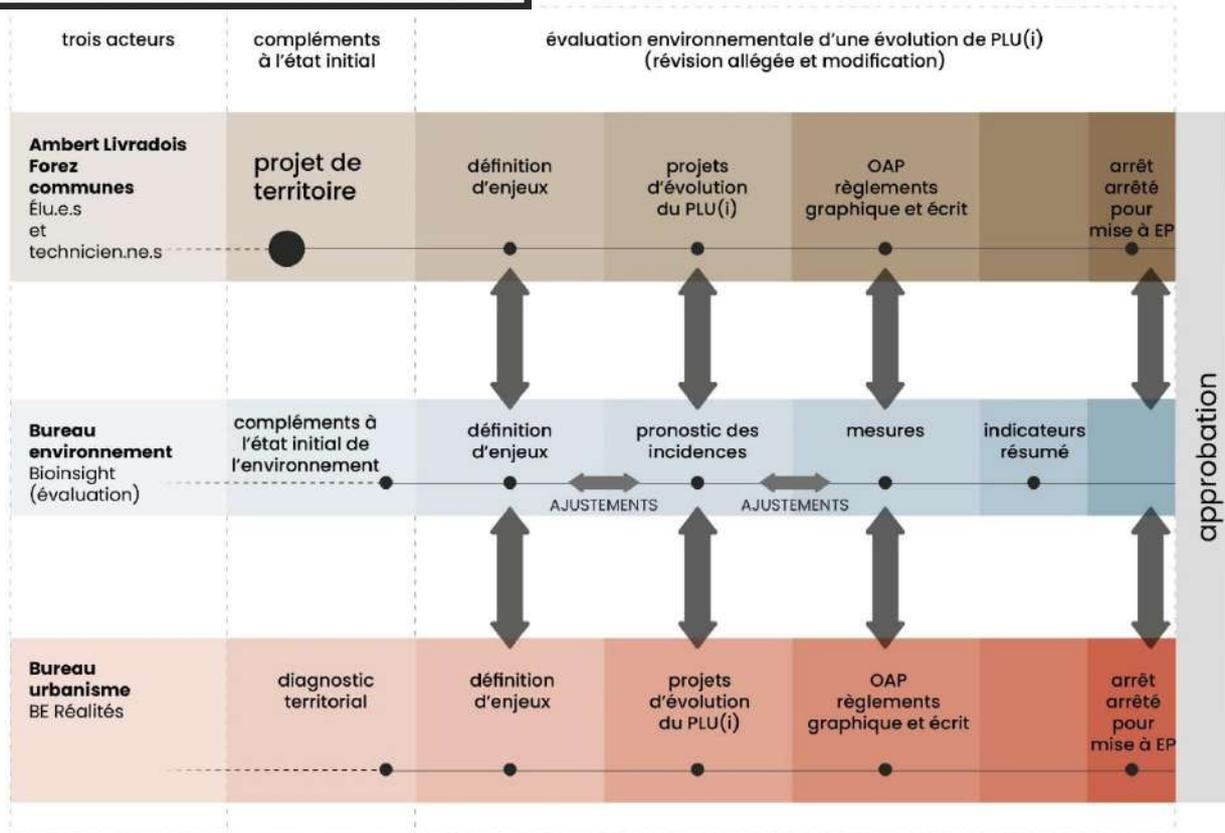 trois acteurs
compléments
à l'état initial
évaluation environnementale d'une évolution de PLU(i)
(révision allégée et modification)
Ambert Livradois
Forez
communes
Élu.e.s
et
technicien.ne.s
projet de
territoire
définition
d'enjeux
projets
d'évolution
du PLU(i)
OAP
règlements
graphique et écrit
arrêt
arrêté
pour
mise à EP
Bureau
environnement
Bioinsight
(évaluation)
compléments à
l'état initial de
l'environnement
définition
d'enjeux
AJUSTEMENTS
pronostic des
incidences
AJUSTEMENTS
mesures
indicateurs
résumé
Bureau
urbanisme
BE Réalités
diagnostic
territorial
définition
d'enjeux
projets
d'évolution
du PLU(i)
OAP
règlements
graphique et écrit
arrêt
arrêté
pour
mise à EP
approbation